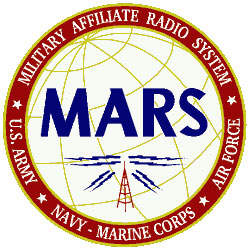 MILITARY AFFILIATE RADIO SYSTEM
MARS
U.S. ARMY
NAVY - MARINE CORPS
AIR FORCE